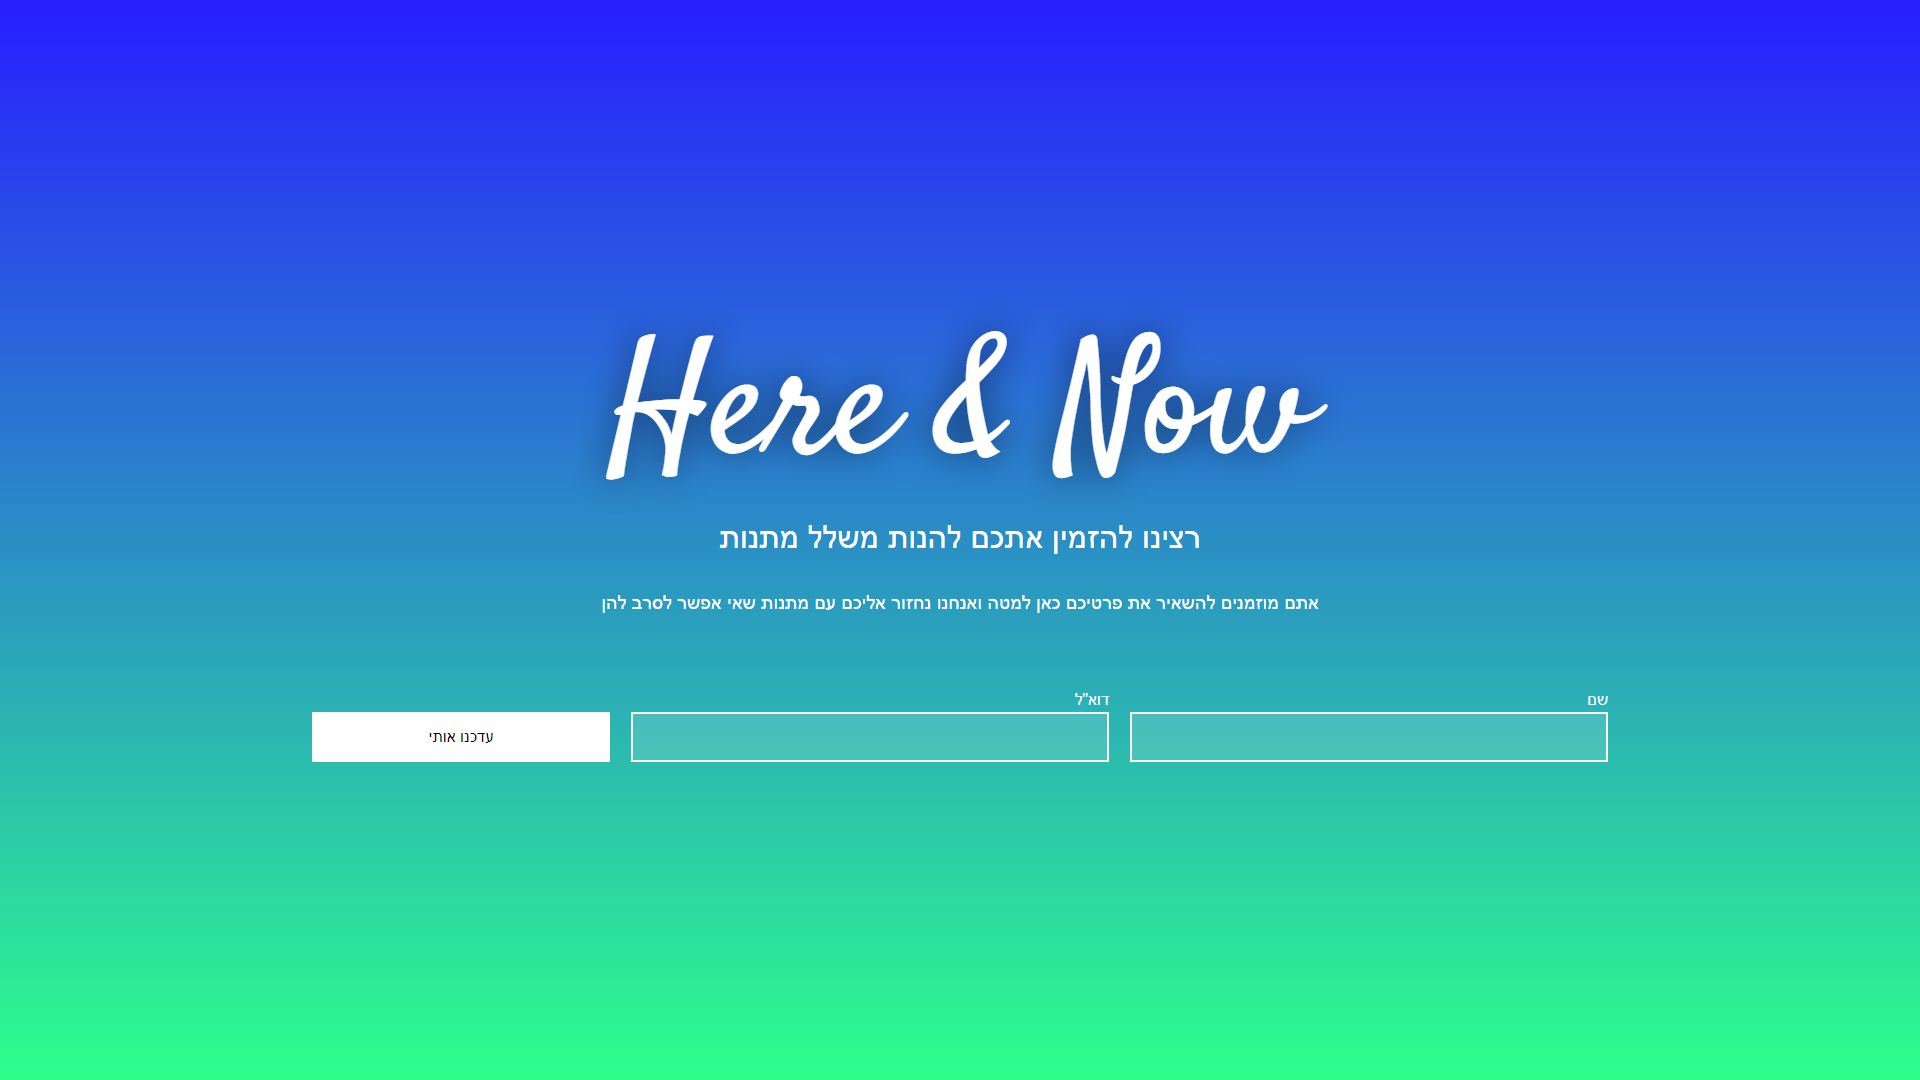 Here & Now
רצינו להזמין אתכם להנות משלל מתנות
אתם מוזמנים להשאיר את פרטיכם כאן למטה ואנחנו נחזור אליכם עם מתנות שאי אפשר לסרב להן
שם
דוא"ל
עדכנו אותי